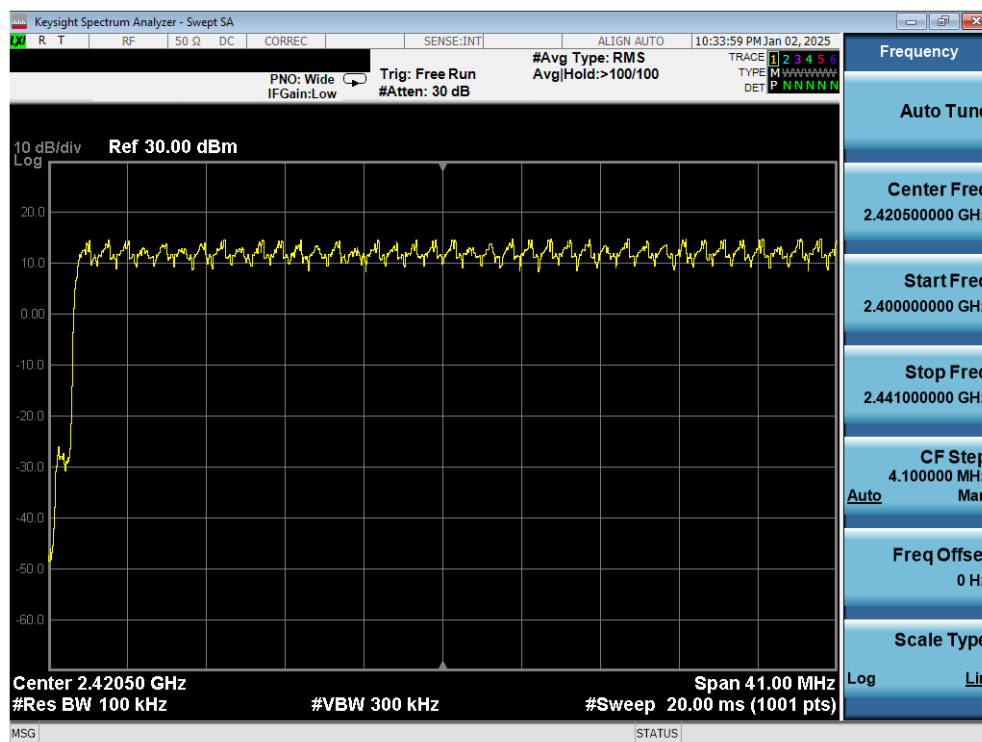 Keysight Spectrum Analyzer - Swept SA
LXI R T RF 50 Ω DC CORREC SENSE:INT ALIGN AUTO 10:33:59 PM Jan 02, 2025
PNO: Wide
IFGain:Low
Trig: Free Run
#Atten: 30 dB
#Avg Type: RMS
Avg|Hold:>100/100
TRACE 1 2 3 4 5 6
TYPE M WWWWW
DET P N N N N N
10 dB/div Ref 30.00 dBm
Log
20.0
10.0
0.00
-10.0
-20.0
-30.0
-40.0
-50.0
-60.0
Center 2.42050 GHz Span 41.00 MHz
#Res BW 100 kHz #VBW 300 kHz #Sweep 20.00 ms (1001 pts)
MSG STATUS
Frequency
Auto Tune
Center Freq
2.420500000 GHz
Start Freq
2.400000000 GHz
Stop Freq
2.441000000 GHz
CF Step
4.100000 MHz
Auto Man
Freq Offset
0 Hz
Scale Type
Log Lin